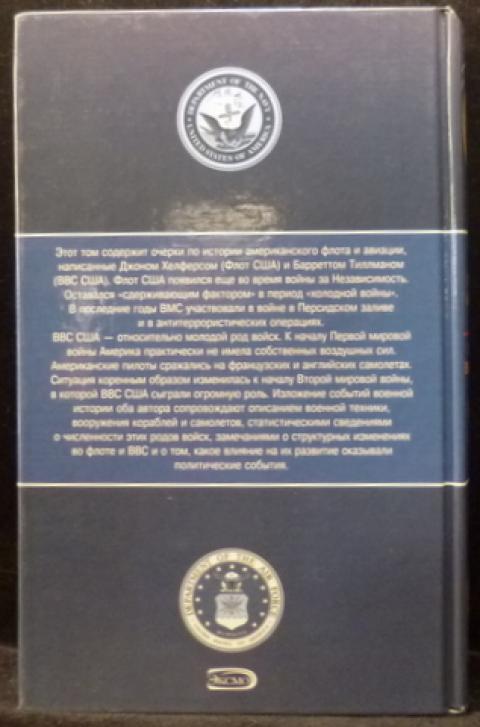 DEPARTMENT OF THE NAVY
UNITED STATES OF AMERICA
Этот том содержит очерки по истории американского флота и авиации,
написанные Джоном Хелферсом (Флот США) и Барреттом Тиллманом
(ВВС США). Флот США появился еще во время войны за Независимость.
Оставался «сдерживающим фактором» в период «холодной войны».
В последние годы ВМС участвовали в войне в Персидском заливе
и в антитеррористических операциях.
ВВС США — относительно молодой род войск. К началу Первой мировой
войны Америка практически не имела собственных воздушных сил.
Американские пилоты сражались на французских и английских самолетах.
Ситуация коренным образом изменилась к началу Второй мировой войны,
в которой ВВС США сыграли огромную роль. Изложение событий военной
истории оба автора сопровождают описанием военной техники,
вооружения кораблей и самолетов, статистическими сведениями
о численности этих родов войск, замечаниями о структурных изменениях
во флоте и ВВС и о том, какое влияние на их развитие оказывали
политические события.
DEPARTMENT OF THE AIR FORCE
UNITED STATES OF AMERICA
ЭКСМО